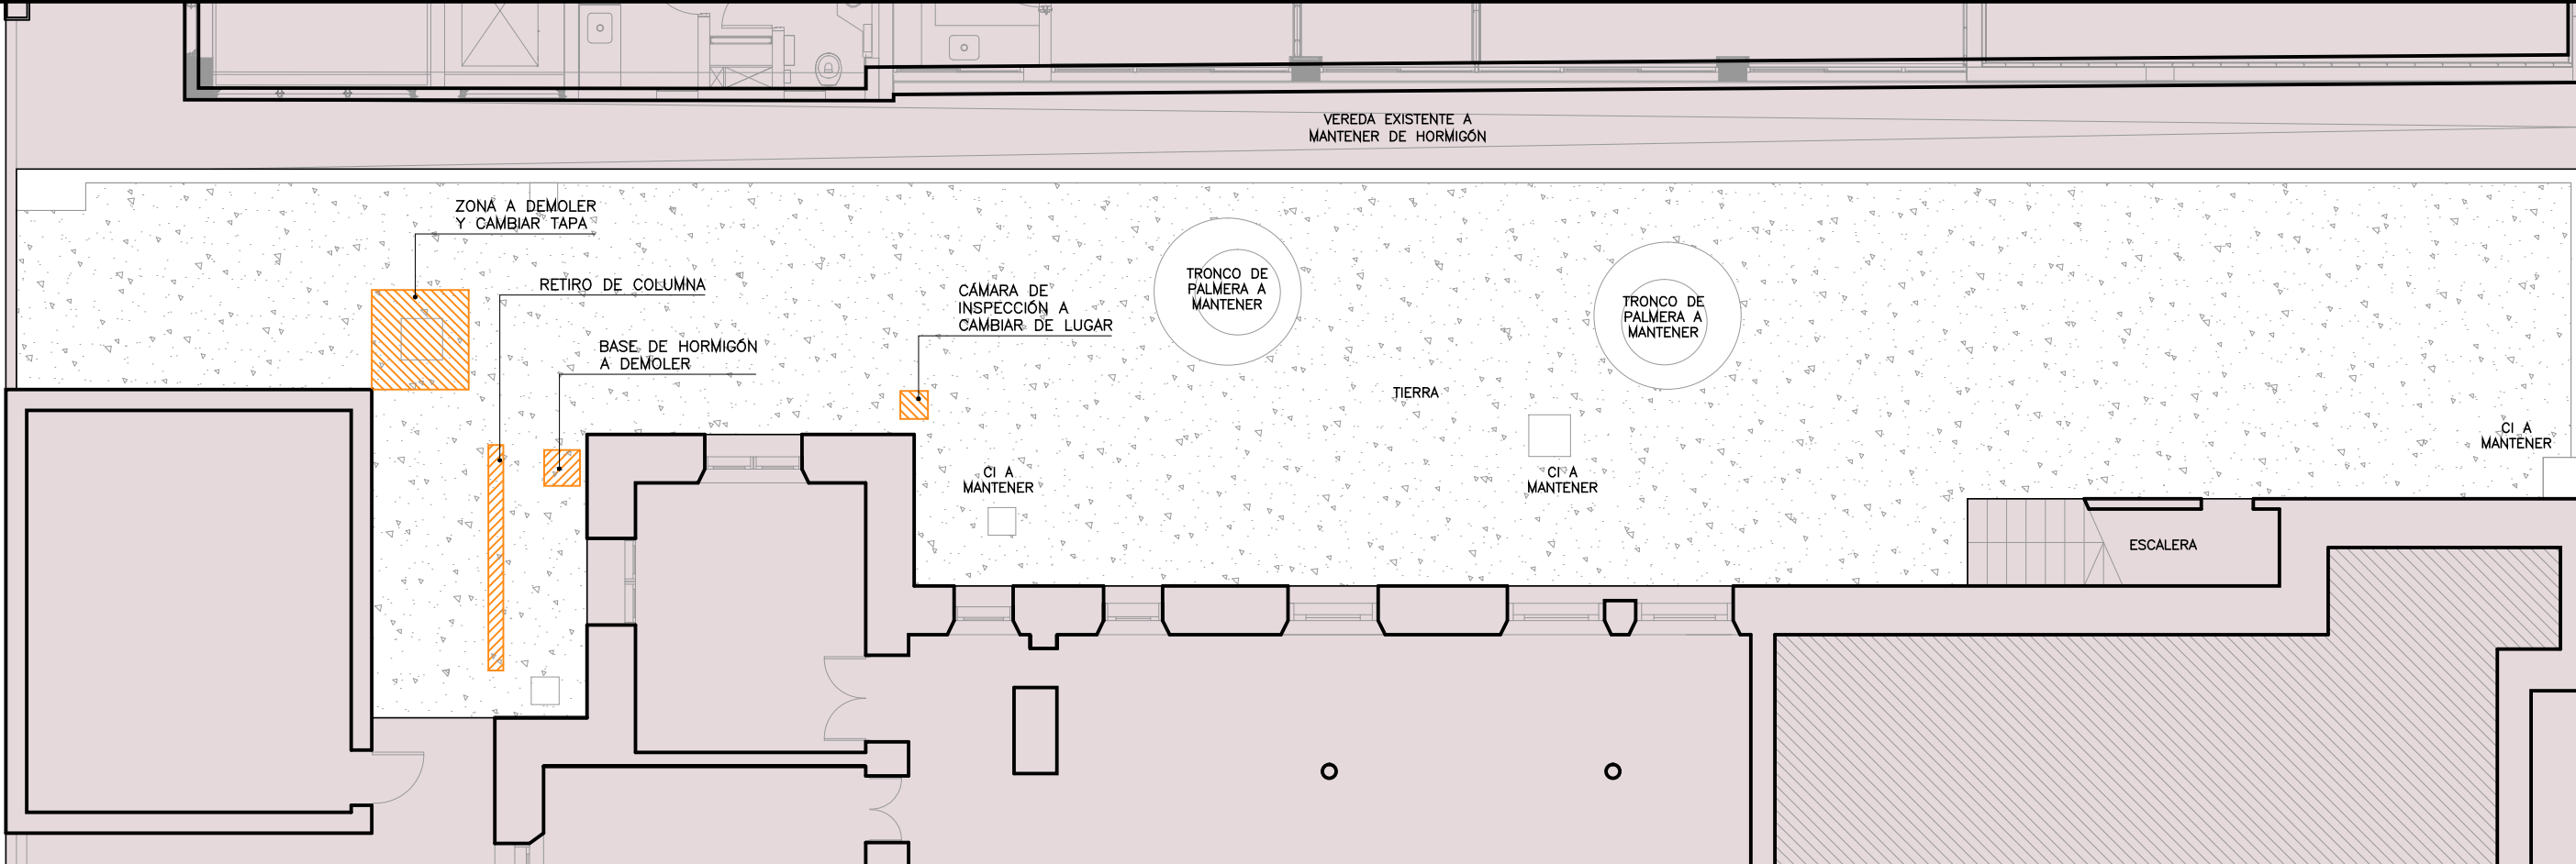 VEREDA EXISTENTE A
MANTENER DE HORMIGÓN
ZONA A DEMOLER
Y CAMBIAR TAPA
RETIRO DE COLUMNA
BASE DE HORMIGÓN
A DEMOLER
CÁMARA DE
INSPECCIÓN A
CAMBIAR DE LUGAR
TRONCO DE
PALMERA A
MANTENER
TRONCO DE
PALMERA A
MANTENER
TIERRA
CI A
MANTENER
CI A
MANTENER
CI A
MANTENER
ESCALERA